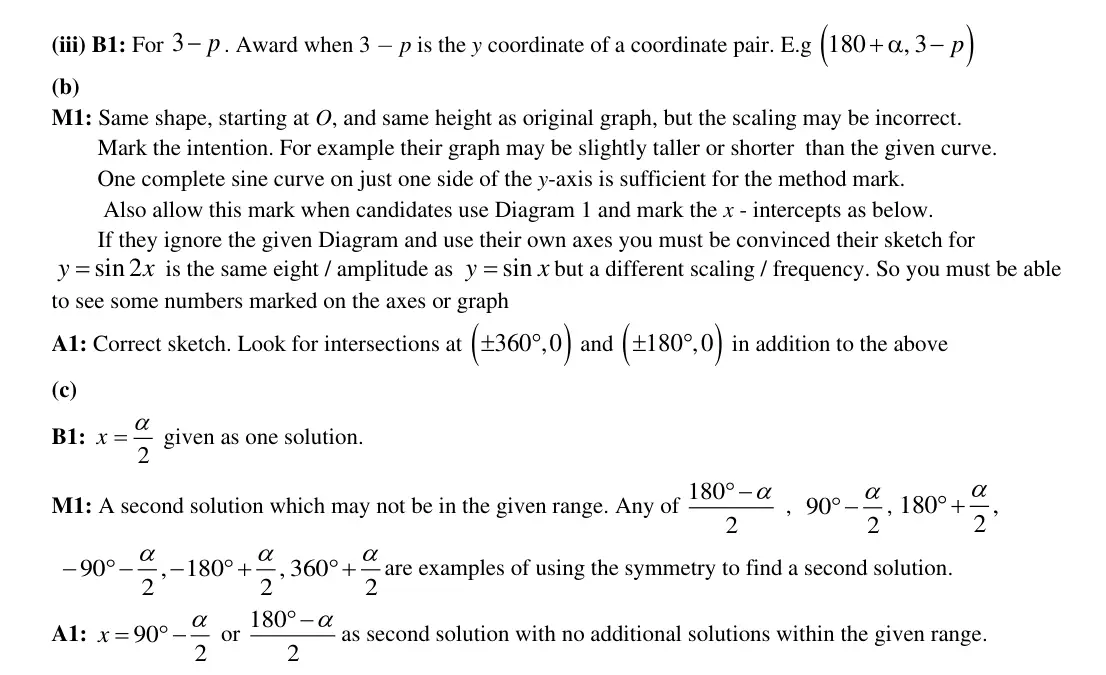 (iii) B1: For 3 − p. Award when 3 – p is the y coordinate of a coordinate pair. E.g (180 + α, 3 − p)
(b)
M1: Same shape, starting at O, and same height as original graph, but the scaling may be incorrect.
Mark the intention. For example their graph may be slightly taller or shorter than the given curve.
One complete sine curve on just one side of the y-axis is sufficient for the method mark.
Also allow this mark when candidates use Diagram 1 and mark the x - intercepts as below.
If they ignore the given Diagram and use their own axes you must be convinced their sketch for
y = sin 2x is the same eight / amplitude as y = sin x but a different scaling / frequency. So you must be able
to see some numbers marked on the axes or graph
A1: Correct sketch. Look for intersections at (±360°, 0) and (±180°, 0) in addition to the above
(c)
B1: x = α/2 given as one solution.
M1: A second solution which may not be in the given range. Any of (180° − α)/2 , 90° − α/2, 180° + α/2,
−90° − α/2, −180° + α/2, 360° + α/2 are examples of using the symmetry to find a second solution.
A1: x = 90° − α/2 or (180° − α)/2 as second solution with no additional solutions within the given range.